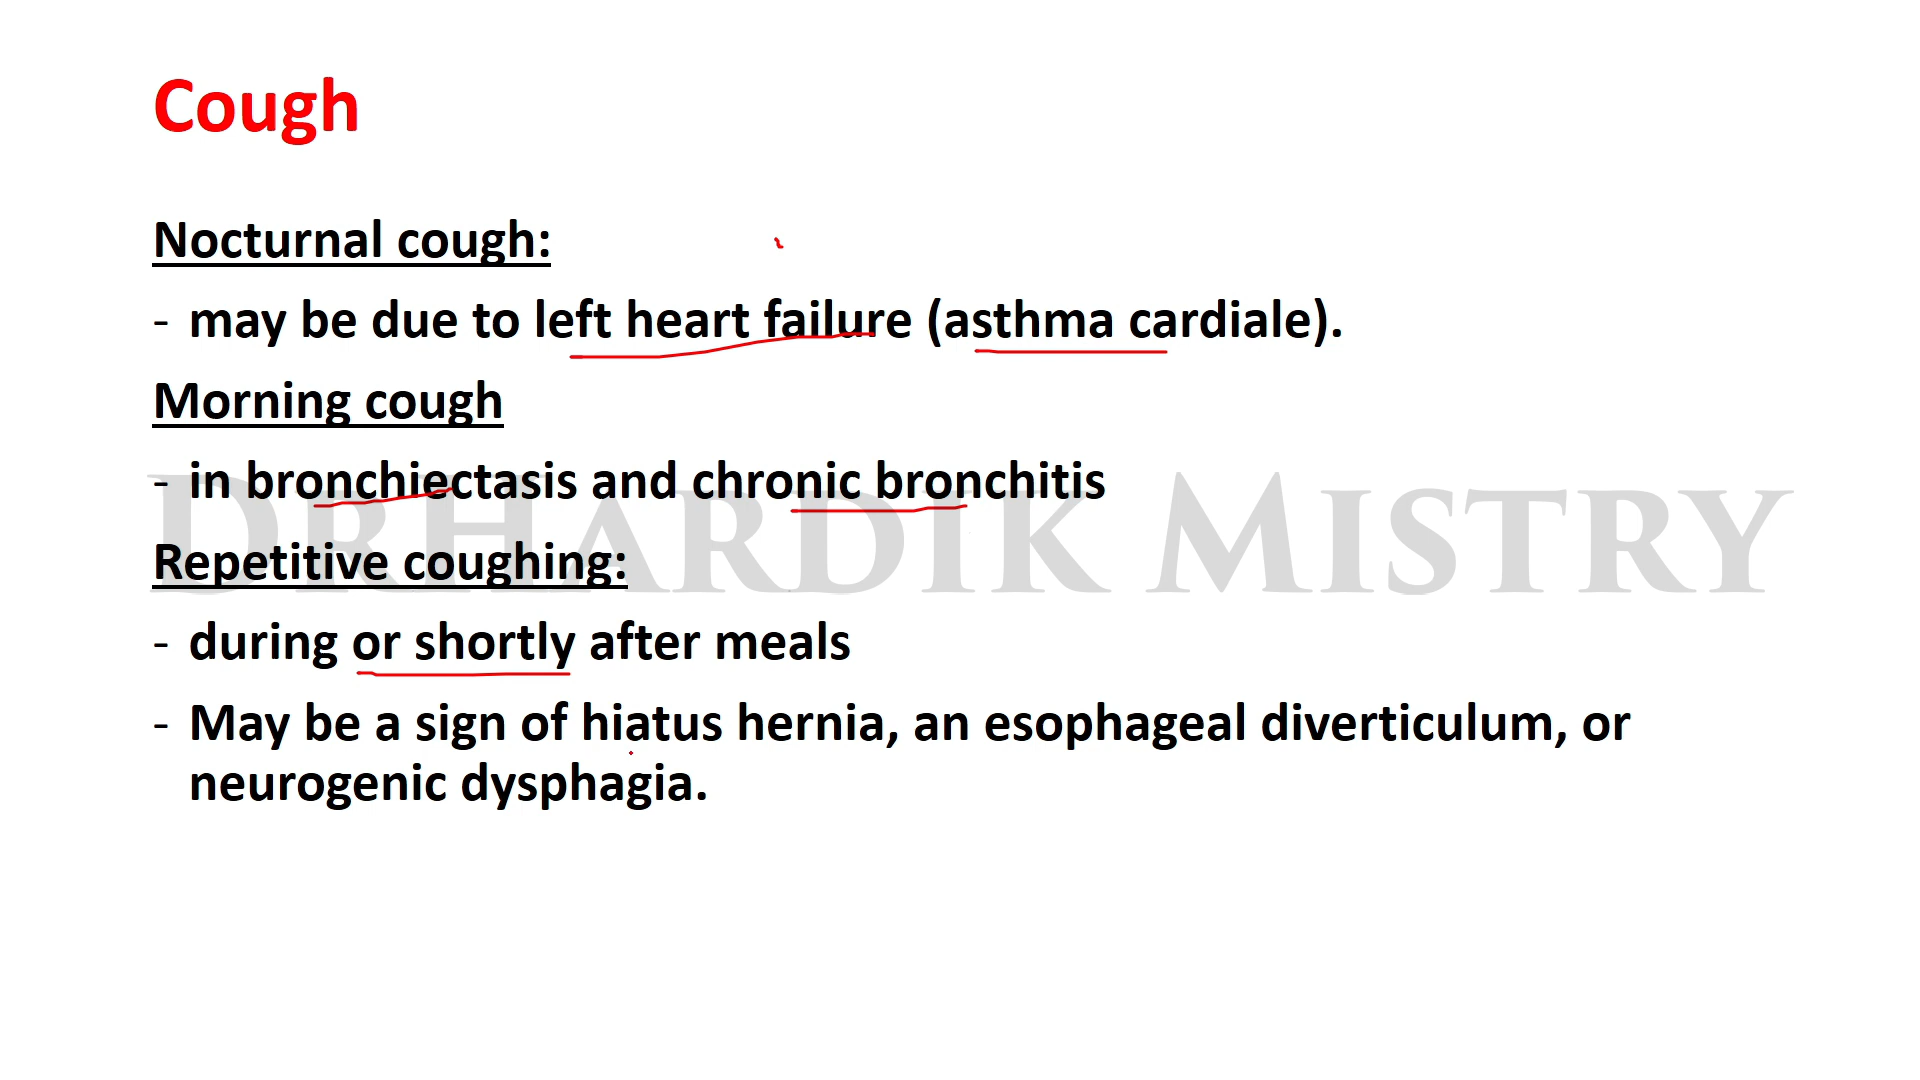 Cough
Nocturnal cough:
- may be due to left heart failure (asthma cardiale).
Morning cough
- in bronchiectasis and chronic bronchitis
DRHARDIK MISTRY
Repetitive coughing:
- during or shortly after meals
- May be a sign of hiatus hernia, an esophageal diverticulum, or
neurogenic dysphagia.